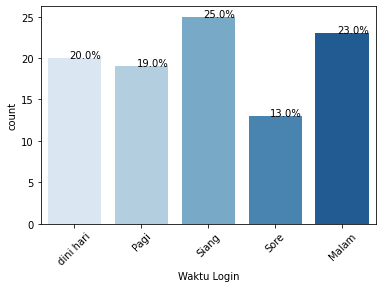 25.0%
25
23.0%
20.0%
20
19.0%
15
13.0%
10
5
0
count
dini hari
Pagi
Siang
Sore
Malam
Waktu Login